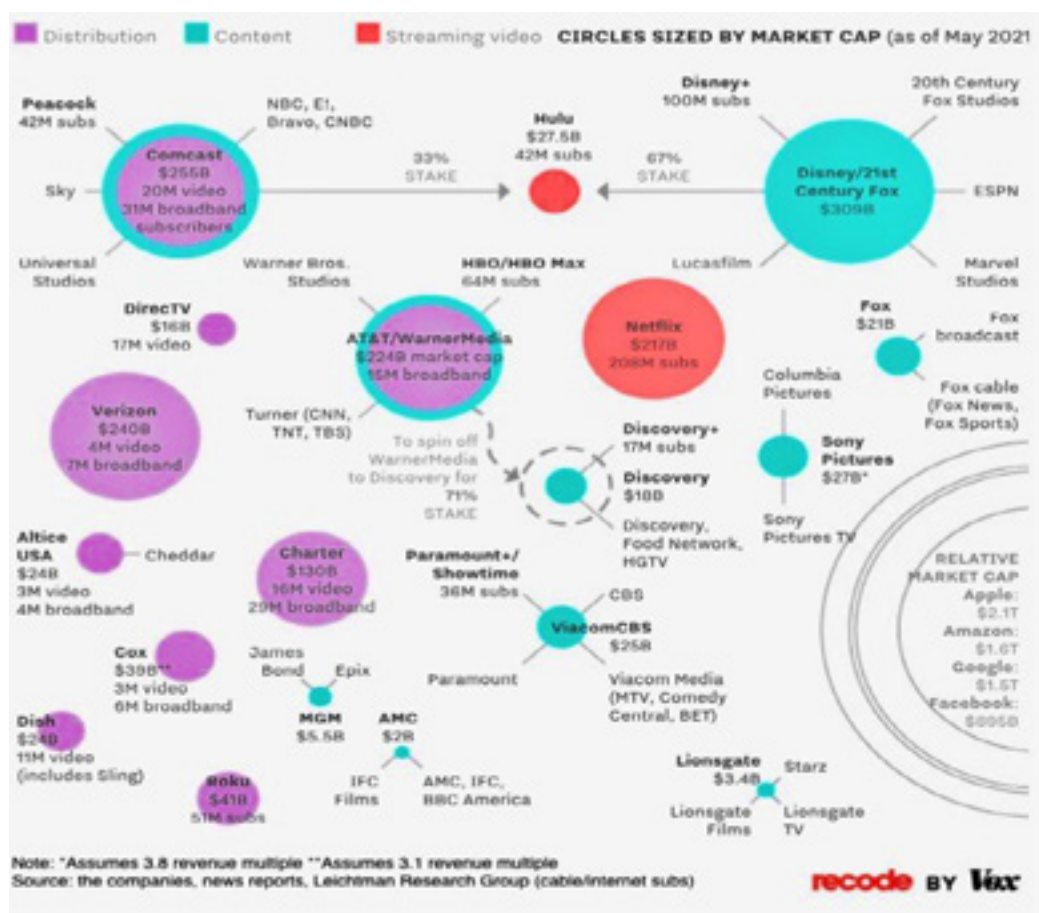 Distribution
Content
Streaming video
CIRCLES SIZED BY MARKET CAP (as of May 2021
Peacock
42M subs
NBC, E!,
Bravo, CNBC
Comcast
$255B
20M video
31M broadband
subscribers
Sky
Universal
Studios
33%
STAKE
Hulu
$27.5B
42M subs
67%
STAKE
Disney+
100M subs
20th Century
Fox Studios
Disney/21st
Century Fox
$309B
ESPN
Lucasfilm
Marvel
Studios
Warner Bros.
Studios
HBO/HBO Max
64M subs
DirecTV
$16B
17M video
AT&T/WarnerMedia
$224B market cap
15M broadband
Turner (CNN,
TNT, TBS)
Netflix
$217B
208M subs
Fox
$21B
Fox
broadcast
Fox cable
(Fox News,
Fox Sports)
Columbia
Pictures
Sony
Pictures
$27B*
Sony
Pictures TV
Verizon
$240B
4M video
7M broadband
To spin off
WarnerMedia
to Discovery for
71%
STAKE
Discovery+
17M subs
Discovery
$18B
Discovery,
Food Network,
HGTV
Altice
USA
$24B
3M video
4M broadband
Cheddar
Charter
$130B
16M video
29M broadband
Paramount+/
Showtime
36M subs
CBS
ViacomCBS
$25B
Paramount
Viacom Media
(MTV, Comedy
Central, BET)
RELATIVE
MARKET CAP
Apple:
$2.1T
Amazon:
$1.6T
Google:
$1.5T
Facebook:
$895B
Cox
$39B**
3M video
6M broadband
James
Bond
Epix
MGM
$5.5B
AMC
$2B
IFC
Films
AMC, IFC,
BBC America
Dish
$24B
11M video
(includes Sling)
Roku
$41B
51M subs
Lionsgate
$3.4B
Starz
Lionsgate
Films
Lionsgate
TV
Note: *Assumes 3.8 revenue multiple **Assumes 3.1 revenue multiple
Source: the companies, news reports, Leichtman Research Group (cable/internet subs)
recode BY Vox